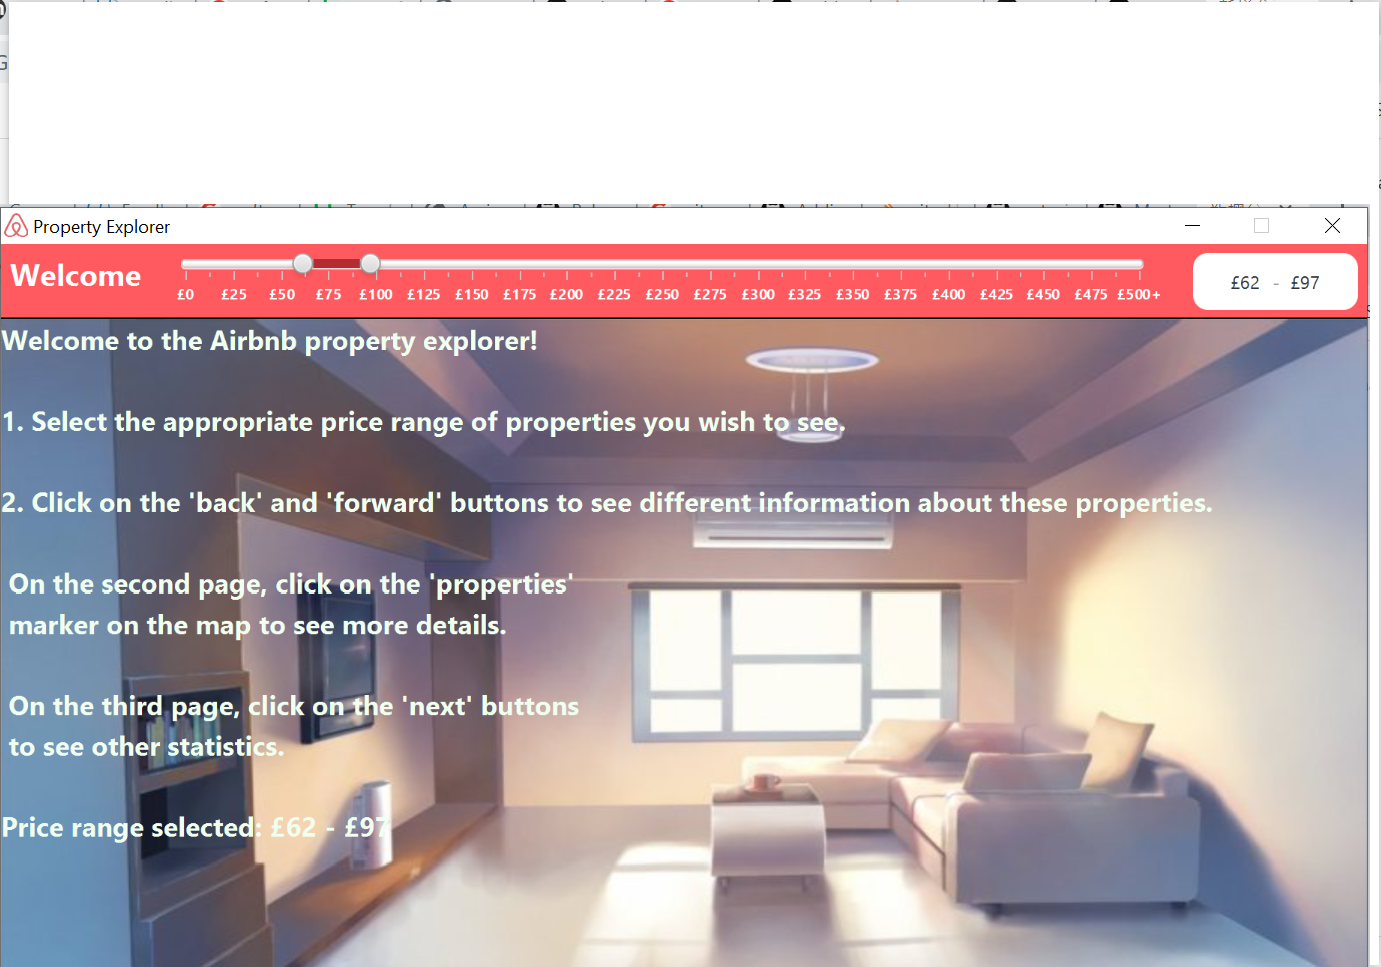 Property Explorer
Welcome
£0 £25 £50 £75 £100 £125 £150 £175 £200 £225 £250 £275 £300 £325 £350 £375 £400 £425 £450 £475 £500+
£62 - £97
Welcome to the Airbnb property explorer!
1. Select the appropriate price range of properties you wish to see.
2. Click on the 'back' and 'forward' buttons to see different information about these properties.
On the second page, click on the 'properties'
marker on the map to see more details.
On the third page, click on the 'next' buttons
to see other statistics.
Price range selected: £62 - £97